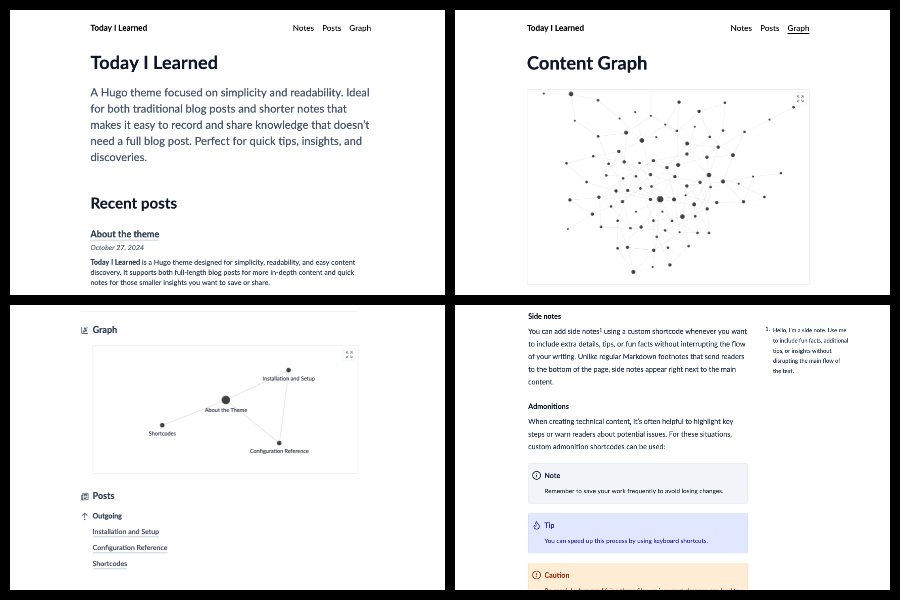 Today I Learned
Notes Posts Graph
Today I Learned
A Hugo theme focused on simplicity and readability. Ideal
for both traditional blog posts and shorter notes that
makes it easy to record and share knowledge that doesn't
need a full blog post. Perfect for quick tips, insights, and
discoveries.
Recent posts
About the theme
October 27, 2024
Today I Learned is a Hugo theme designed for simplicity, readability, and easy content
discovery. It supports both full-length blog posts for more in-depth content and quick
notes for those smaller insights you want to save or share.
Today I Learned
Notes Posts Graph
Content Graph
Graph
Installation and Setup
About the Theme
Shortcodes
Configuration Reference
Posts
Outgoing
Installation and Setup
Configuration Reference
Shortcodes
Side notes
You can add side notes1 using a custom shortcode whenever you want
to include extra details, tips, or fun facts without interrupting the flow
of your writing. Unlike regular Markdown footnotes that send readers
to the bottom of the page, side notes appear right next to the main
content.
1. Hello, I'm a side note. Use me
to include fun facts, additional
tips, or insights without
disrupting the main flow of
the text.
Admonitions
When creating technical content, it's often helpful to highlight key
steps or warn readers about potential issues. For these situations,
custom admonition shortcodes can be used:
Note
Remember to save your work frequently to avoid losing changes.
Tip
You can speed up this process by using keyboard shortcuts.
Caution